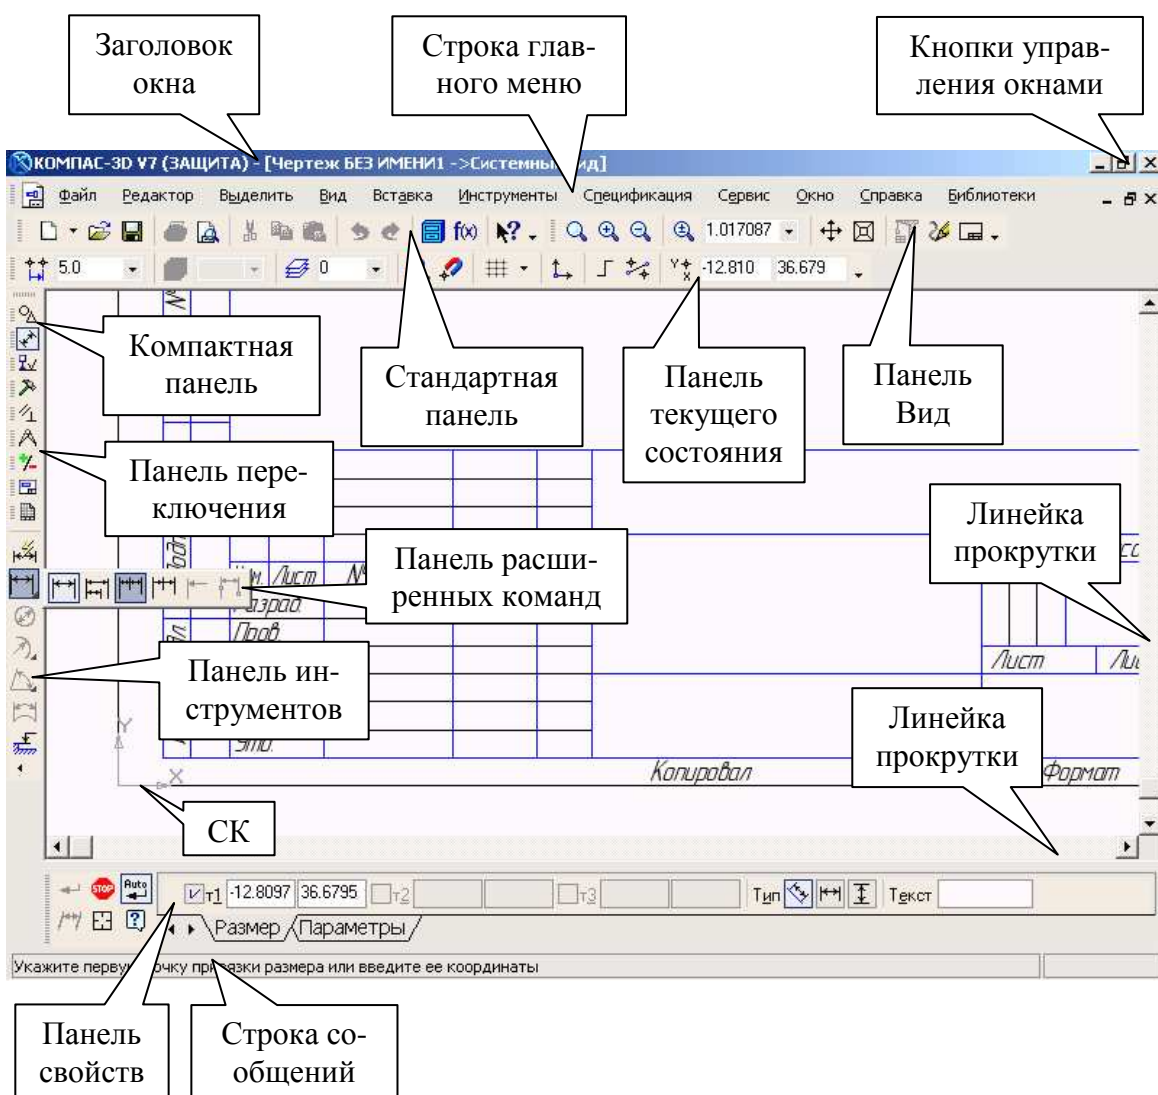 Заголовок
окна
Строка глав-
ного меню
Кнопки управ-
ления окнами
КОМПАС-3D V7 (ЗАЩИТА) - [Чертеж БЕЗ ИМЕНИ1 ->Системный
Файл Редактор Выделить Вид Вставка Инструменты Спецификация Сервис Окно Справка Библиотеки
f(x) 1.017087
5.0 0 Y X -12.810 36.679
Компактная
панель
Стандартная
панель
Панель
текущего
состояния
Панель
Вид
Панель пере-
ключения
Линейка
прокрутки
Панель расши-
ренных команд
Лист
Разраб.
Пров.
Лист
Панель ин-
струментов
Линейка
прокрутки
Утв.
Y
X
Копировал Формат
СК
STOP Auto т1 -12.8097 36.6795 т2 т3 Тип Текст
Размер Параметры
Укажите первую точку привязки размера или введите ее координаты
Панель
свойств
Строка со-
общений